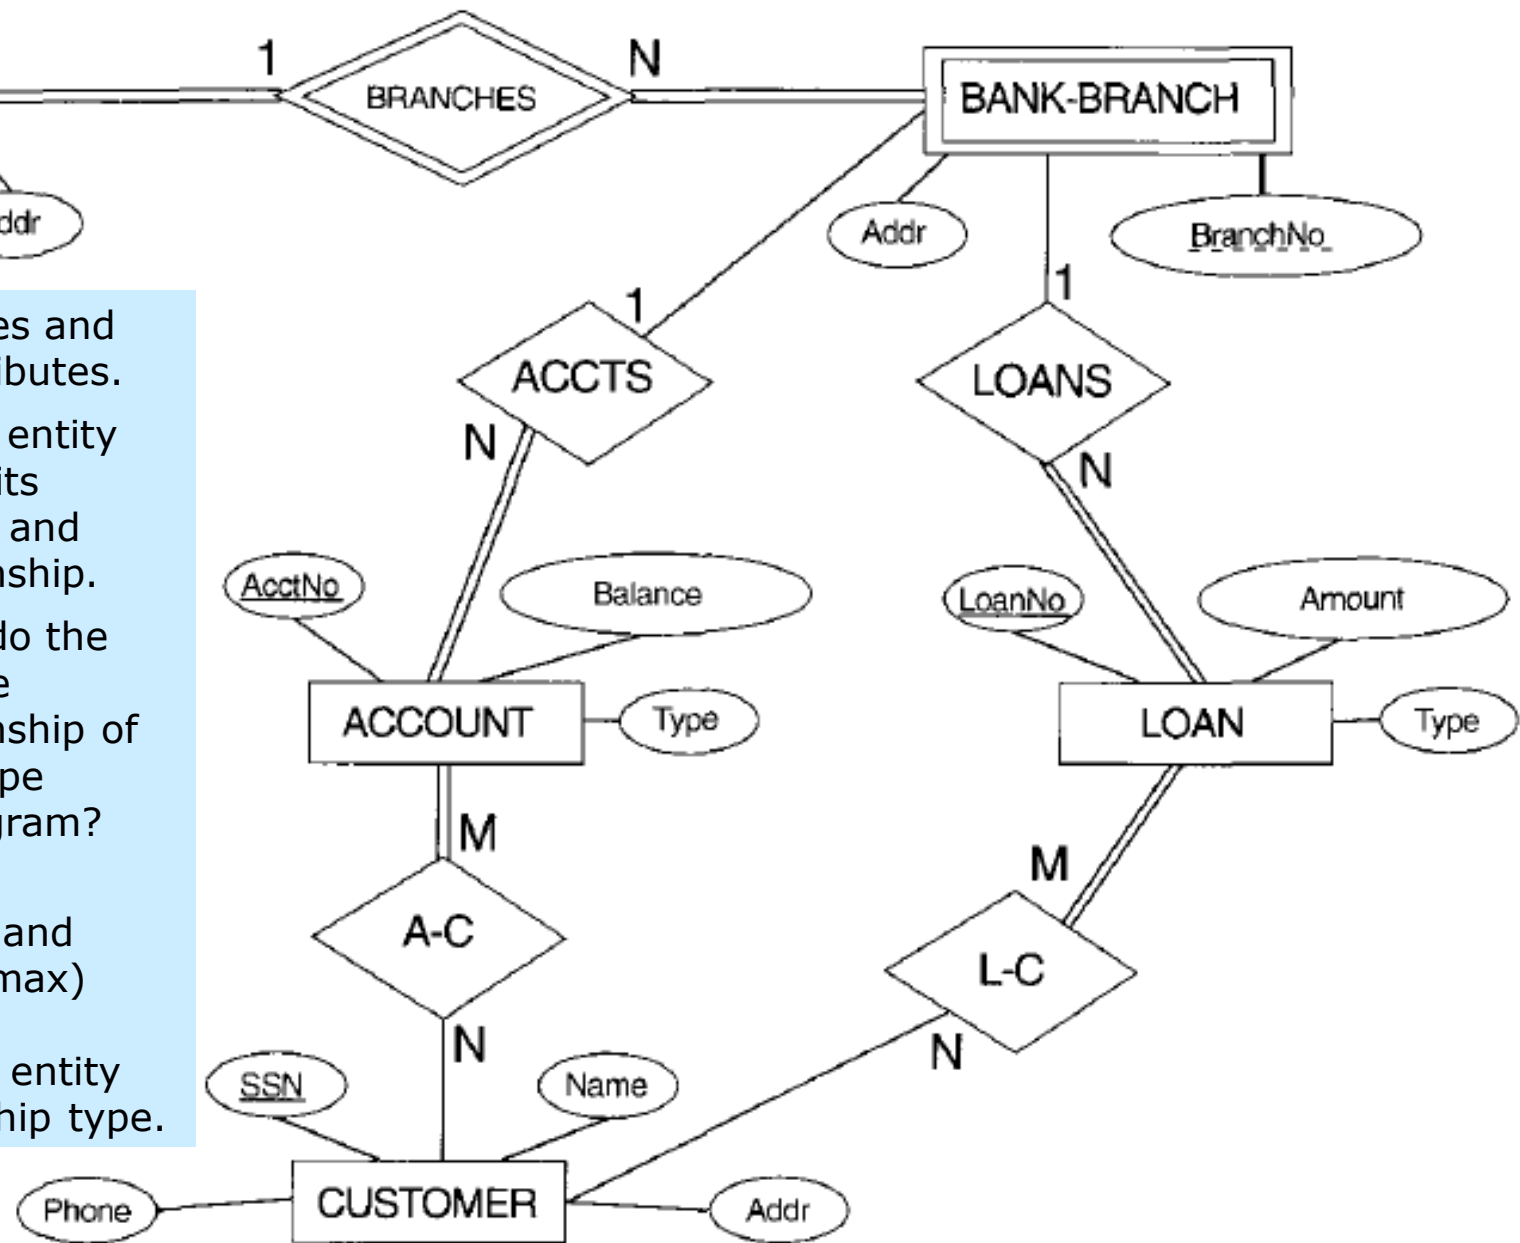 1
N
BRANCHES
BANK-BRANCH
ddr
Addr
BranchNo
1
1
es and
ibutes.
entity
its
and
nship.
do the
e
nship of
pe
gram?
and
max)
entity
hip type.
ACCTS
LOANS
N
N
AcctNo
Balance
LoanNo
Amount
ACCOUNT
Type
LOAN
Type
M
M
A-C
L-C
N
N
SSN
Name
Phone
CUSTOMER
Addr